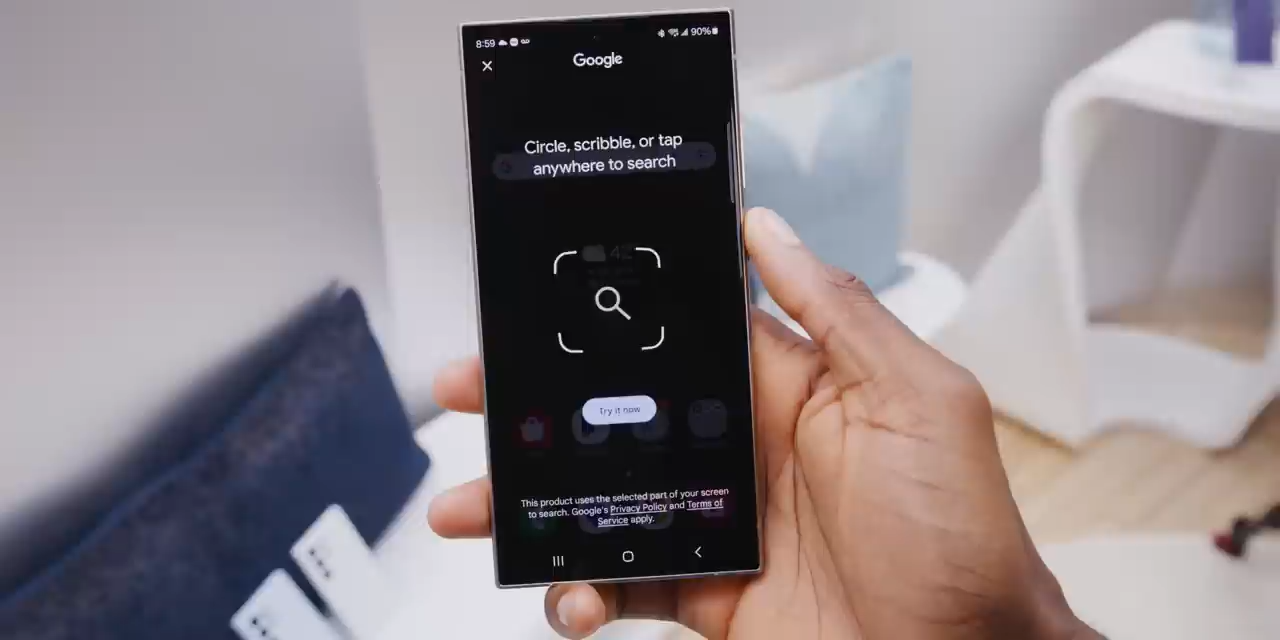 8:59
90%
Google
Circle, scribble, or tap
anywhere to search
42
Try it now
This product uses the selected part of your screen
to search. Google's Privacy Policy and Terms of
Service apply.